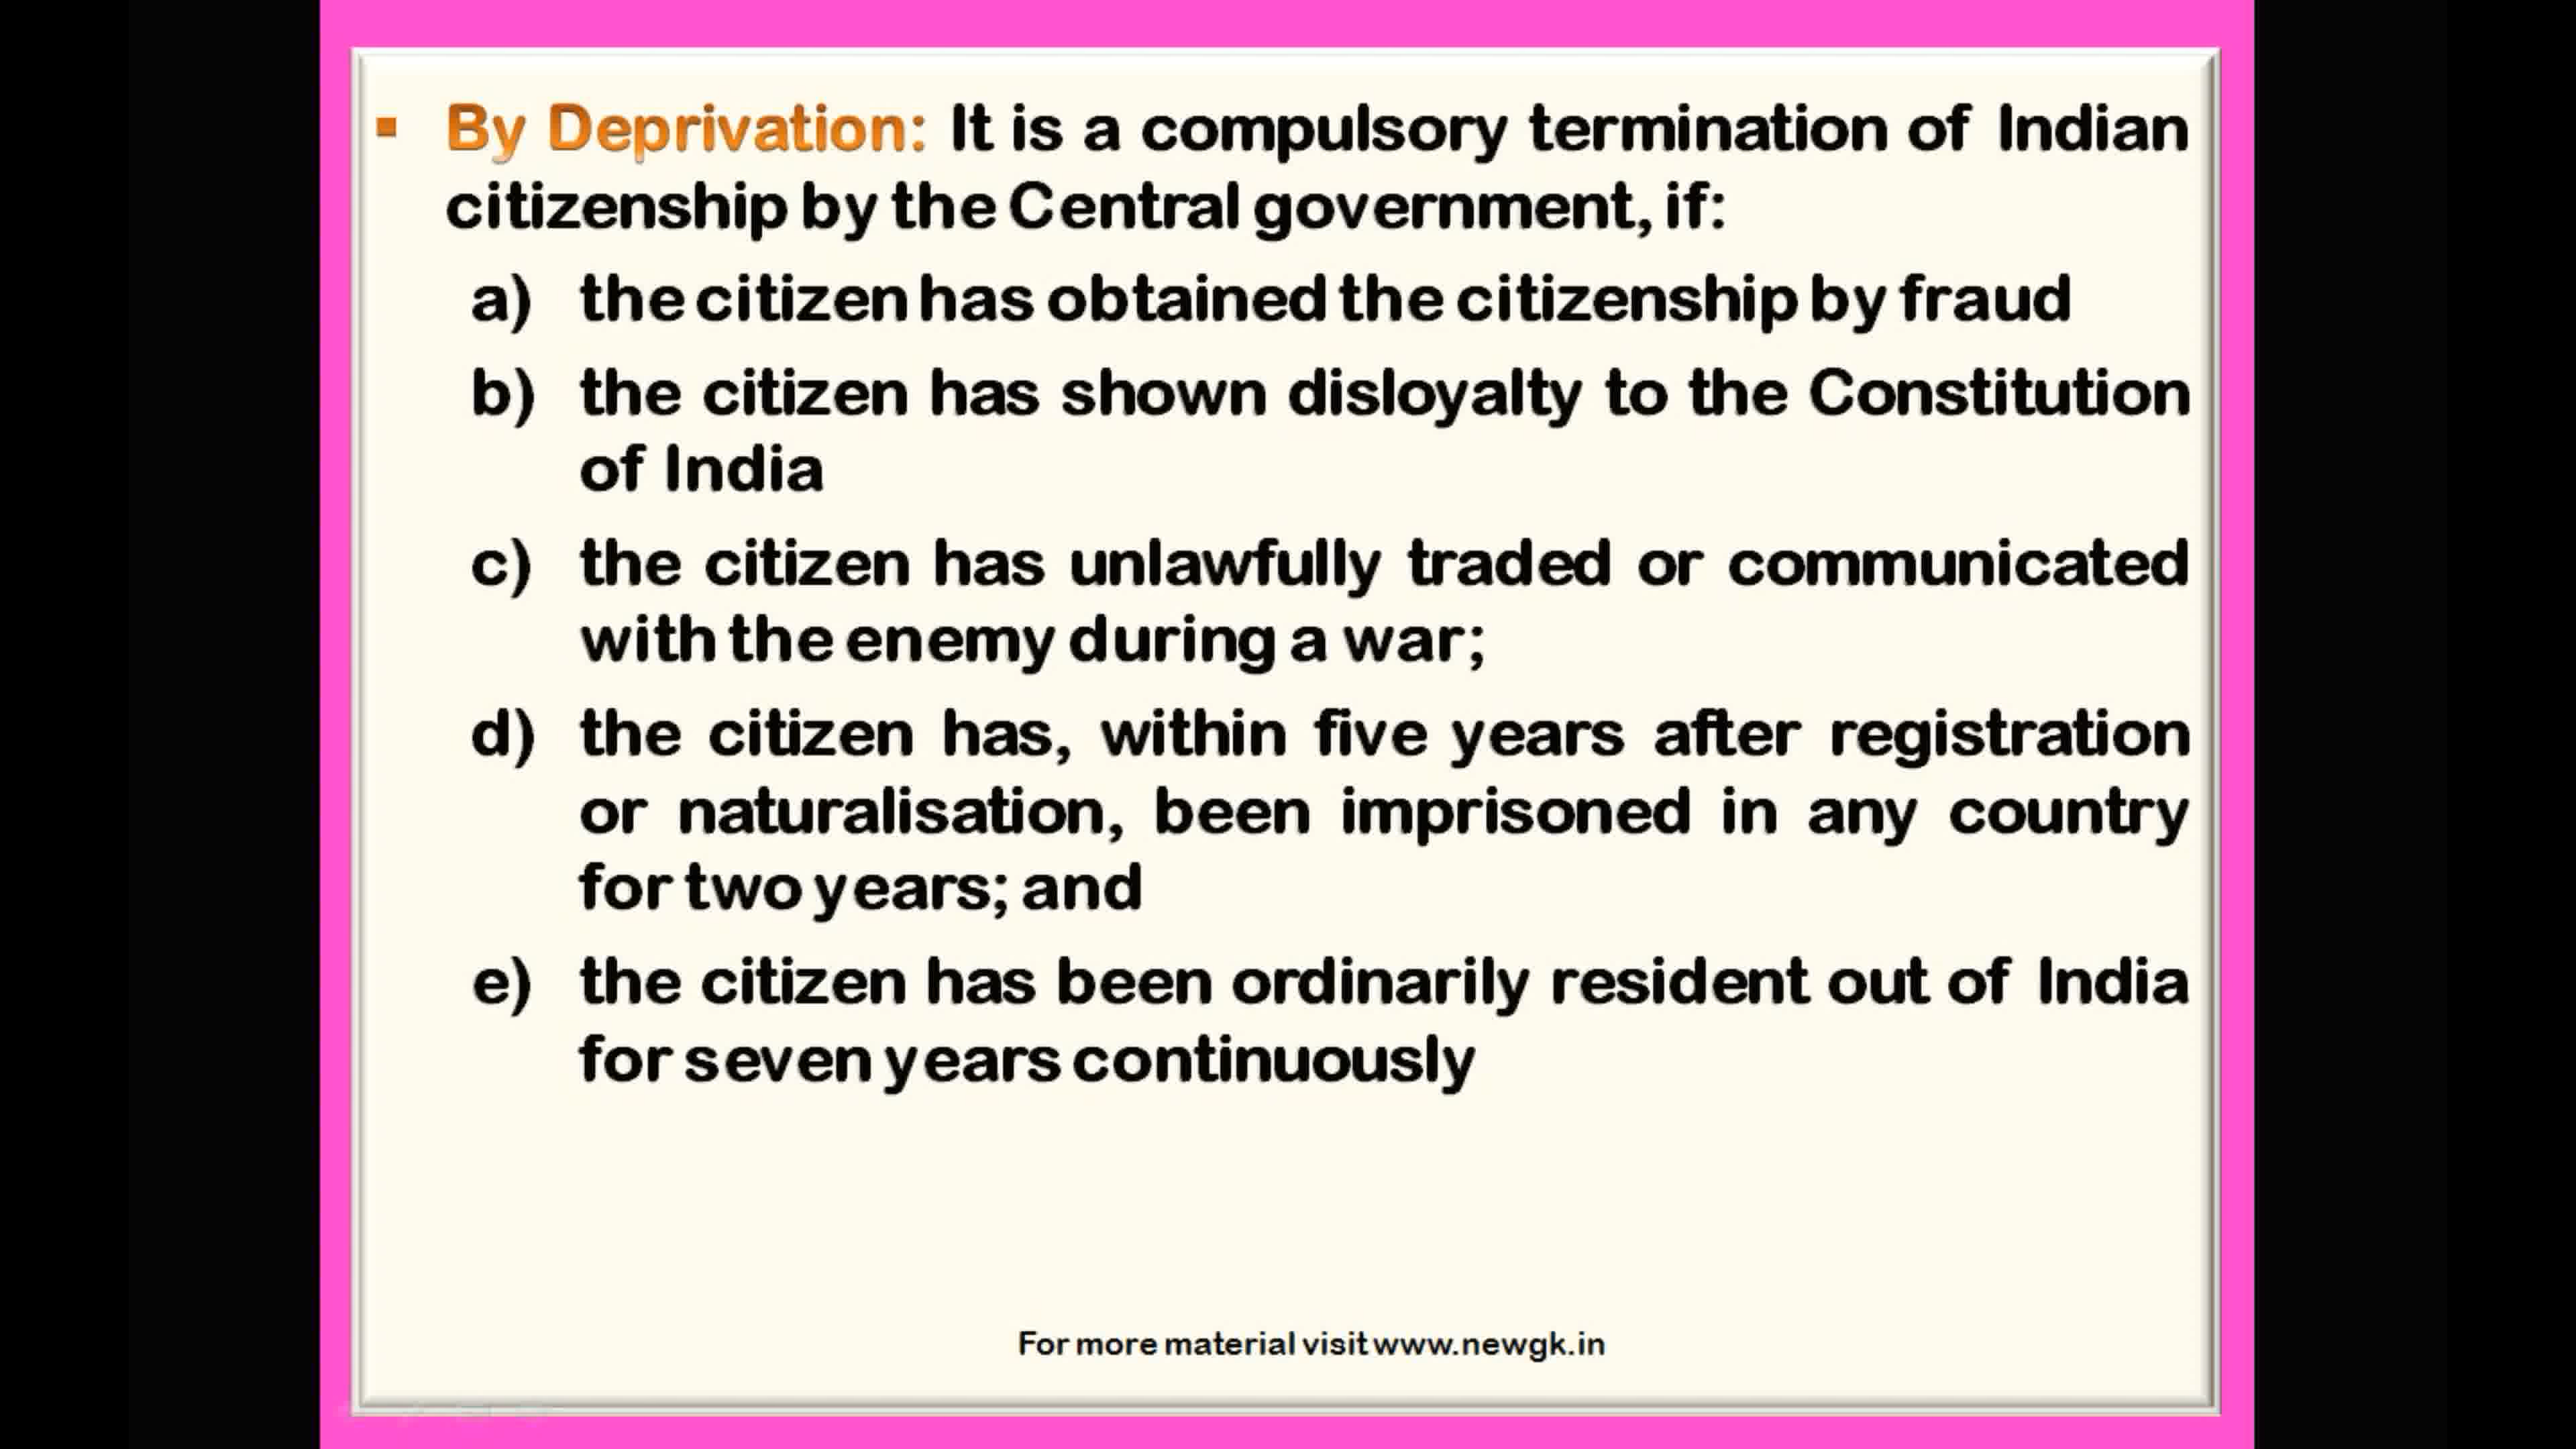 ▪ By Deprivation: It is a compulsory termination of Indian
citizenship by the Central government, if:
a) the citizen has obtained the citizenship by fraud
b) the citizen has shown disloyalty to the Constitution
of India
c) the citizen has unlawfully traded or communicated
with the enemy during a war;
d) the citizen has, within five years after registration
or naturalisation, been imprisoned in any country
for two years; and
e) the citizen has been ordinarily resident out of India
for seven years continuously
For more material visit www.newgk.in